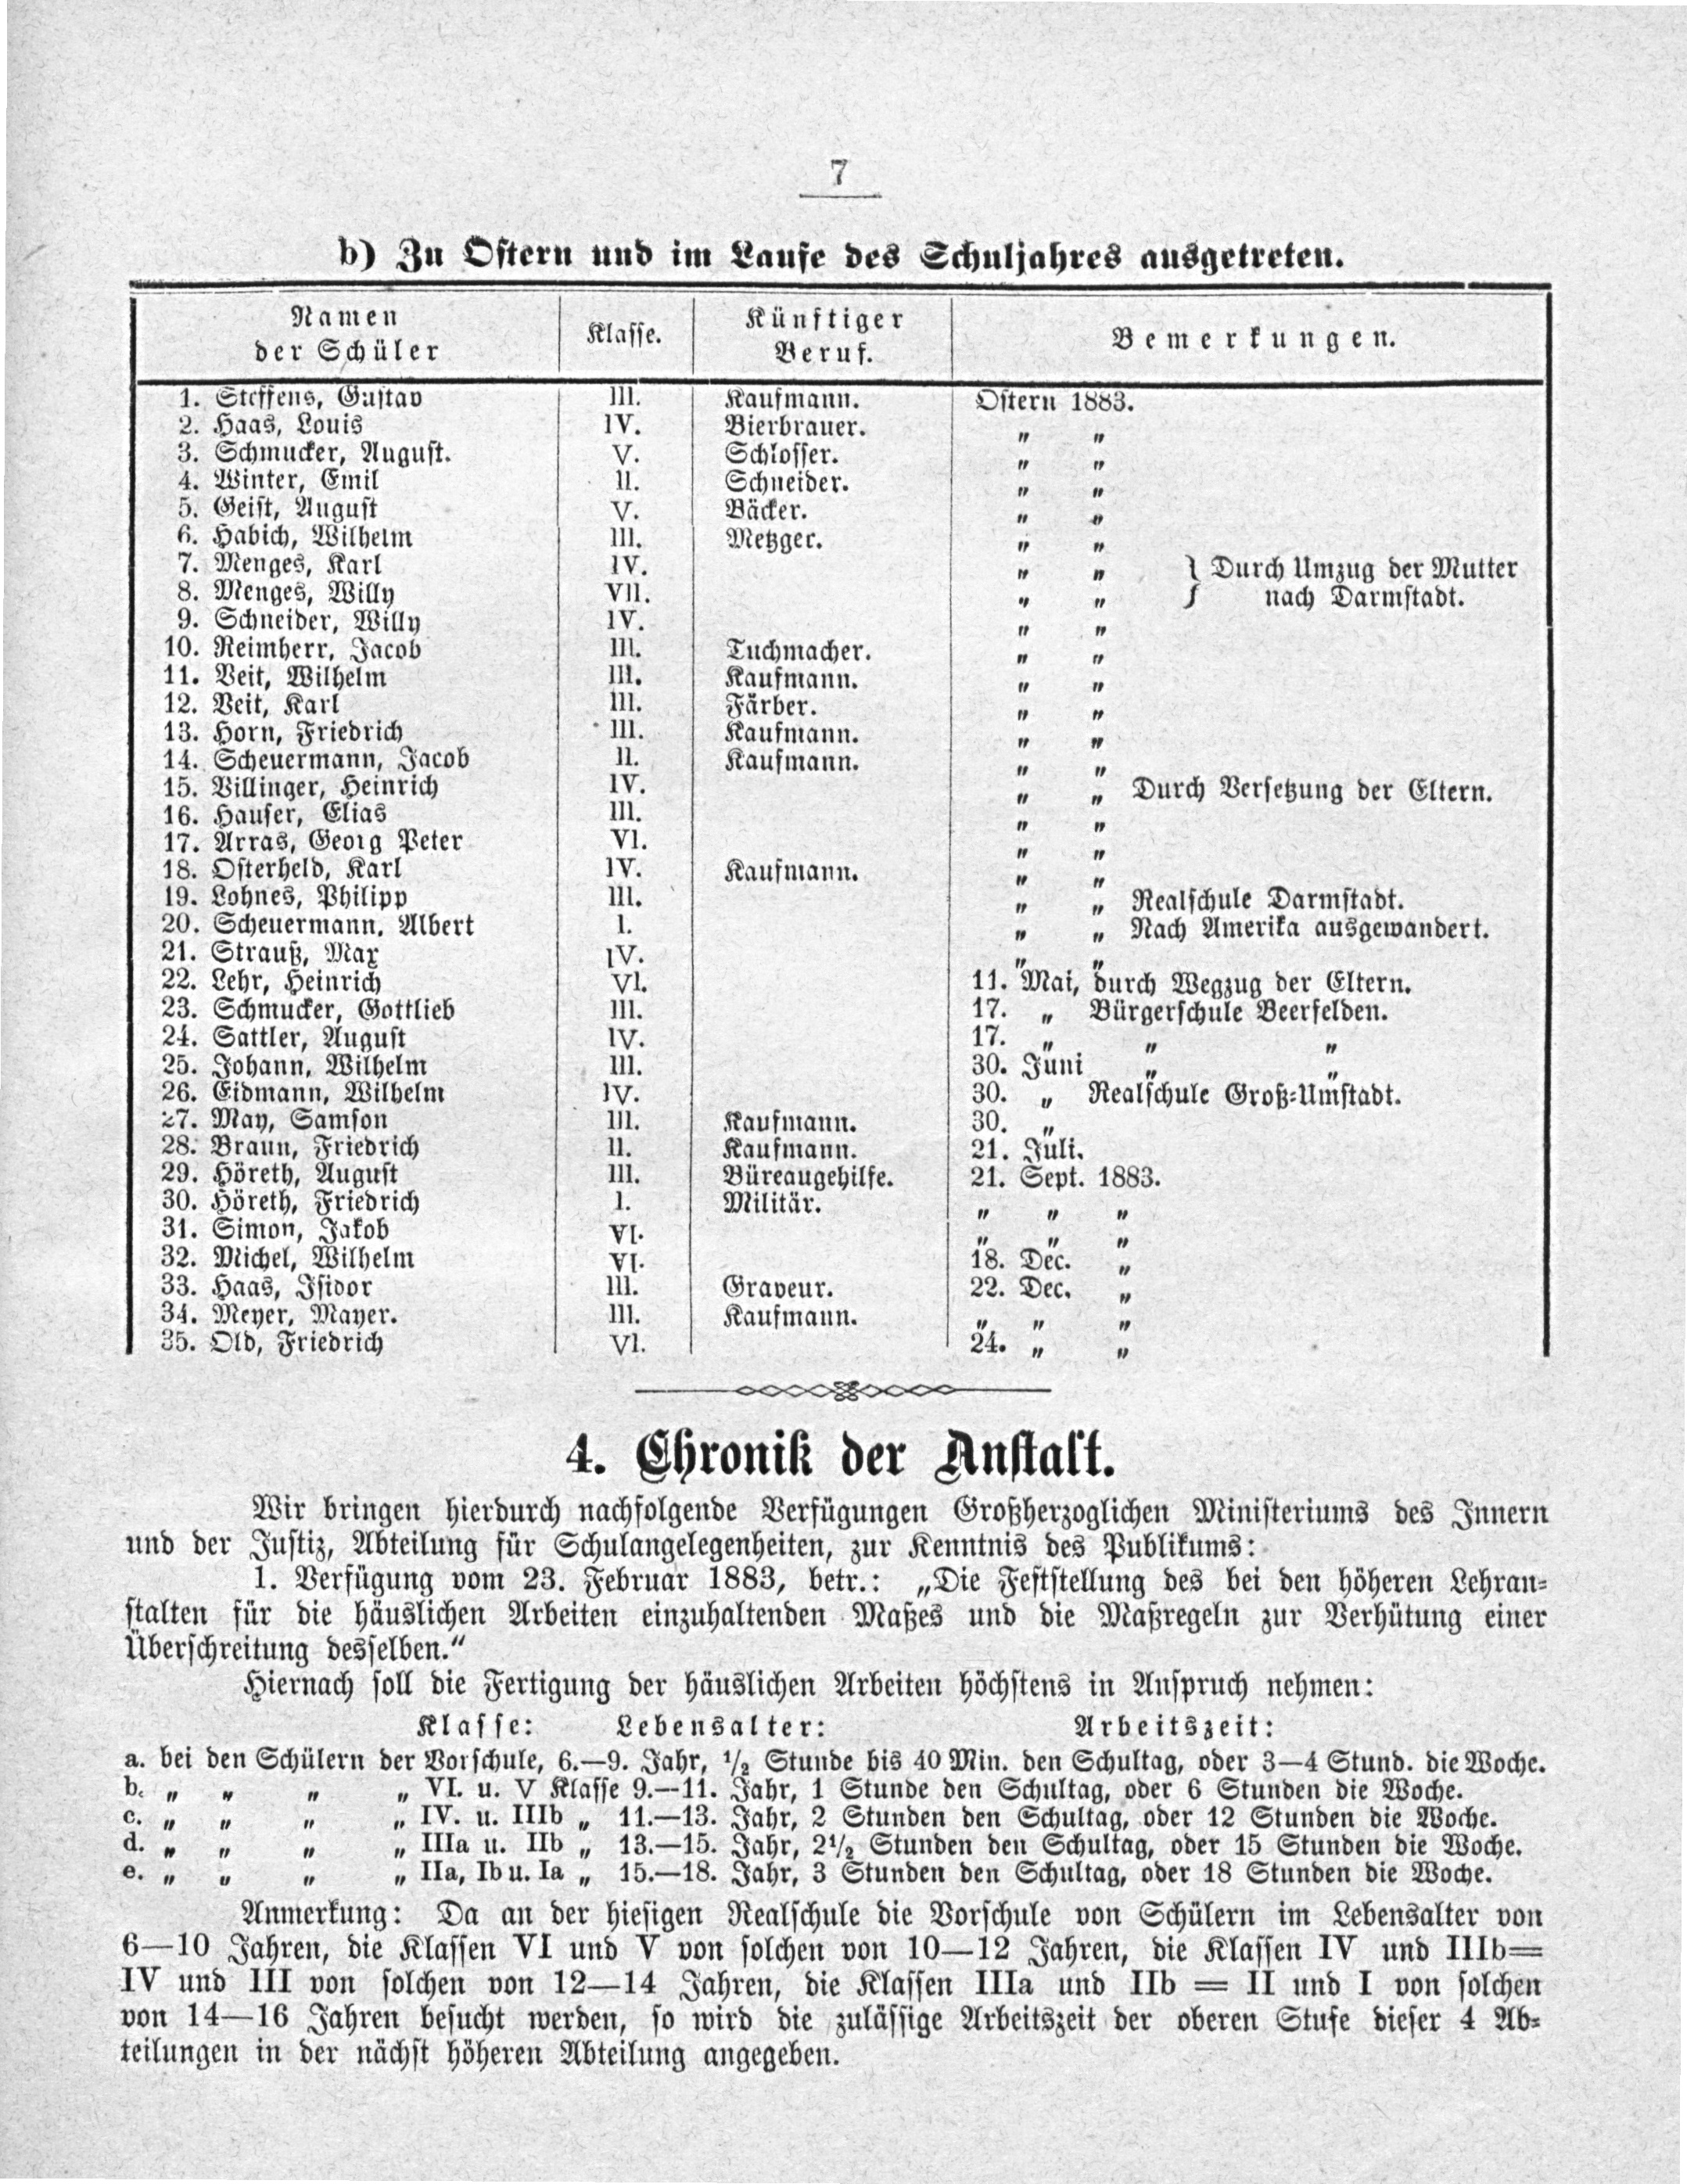 7
b) Zu Ostern und im Laufe des Schuljahres ausgetreten.
Namen der Schüler | Klasse. | Künftiger Beruf. | Bemerkungen.
1. Steffens, Gustav III. Kaufmann. Ostern 1883.
2. Haas, Louis IV. Bierbrauer. „ „
3. Schmucker, August. V. Schlosser. „ „
4. Winter, Emil II. Schneider. „ „
5. Geist, August V. Bäcker. „ „
6. Habich, Wilhelm III. Metzger. „ „
7. Menges, Karl IV. „ „ } Durch Umzug der Mutter
8. Menges, Willy VII. „ „ } nach Darmstadt.
9. Schneider, Willy IV. „ „
10. Reimherr, Jacob III. Tuchmacher. „ „
11. Veit, Wilhelm III. Kaufmann. „ „
12. Veit, Karl III. Färber. „ „
13. Horn, Friedrich III. Kaufmann. „ „
14. Scheuermann, Jacob II. Kaufmann. „ „
15. Villinger, Heinrich IV. „ „ Durch Versetzung der Eltern.
16. Hauser, Elias III. „ „
17. Arras, Georg Peter VI. „ „
18. Osterheld, Karl IV. Kaufmann. „ „
19. Lohnes, Philipp III. „ „ Realschule Darmstadt.
20. Scheuermann, Albert I. „ „ Nach Amerika ausgewandert.
21. Strauß, Max IV. „ „
22. Lehr, Heinrich VI. 11. Mai, durch Wegzug der Eltern.
23. Schmucker, Gottlieb III. 17. „ Bürgerschule Beerfelden.
24. Sattler, August IV. 17. „ „ „
25. Johann, Wilhelm III. 30. Juni „ „
26. Eidmann, Wilhelm IV. 30. „ Realschule Groß-Umstadt.
27. May, Samson III. Kaufmann. 30. „
28. Braun, Friedrich II. Kaufmann. 21. Juli.
29. Höreth, August III. Büreaugehilfe. 21. Sept. 1883.
30. Höreth, Friedrich I. Militär. „ „ „
31. Simon, Jakob VI. „ „ „
32. Michel, Wilhelm VI. 18. Dec. „
33. Haas, Isidor III. Graveur. 22. Dec. „
34. Meyer, Mayer. III. Kaufmann. „ „ „
35. Old, Friedrich VI. 24. „ „
4. Chronik der Anstalt.
Wir bringen hierdurch nachfolgende Verfügungen Großherzoglichen Ministeriums des Innern
und der Justiz, Abteilung für Schulangelegenheiten, zur Kenntnis des Publikums:
1. Verfügung vom 23. Februar 1883, betr.: „Die Feststellung des bei den höheren Lehran-
stalten für die häuslichen Arbeiten einzuhaltenden Maßes und die Maßregeln zur Verhütung einer
Überschreitung desselben.“
Hiernach soll die Fertigung der häuslichen Arbeiten höchstens in Anspruch nehmen:
Klasse: Lebensalter: Arbeitszeit:
a. bei den Schülern der Vorschule, 6.—9. Jahr, 1/2 Stunde bis 40 Min. den Schultag, oder 3—4 Stund. die Woche.
b. „ „ „ „ VI. u. V Klasse 9.—11. Jahr, 1 Stunde den Schultag, oder 6 Stunden die Woche.
c. „ „ „ „ IV. u. IIIb „ 11.—13. Jahr, 2 Stunden den Schultag, oder 12 Stunden die Woche.
d. „ „ „ „ IIIa u. IIb „ 13.—15. Jahr, 2 1/2 Stunden den Schultag, oder 15 Stunden die Woche.
e. „ „ „ „ IIa, Ib u. Ia „ 15.—18. Jahr, 3 Stunden den Schultag, oder 18 Stunden die Woche.
Anmerkung: Da an der hiesigen Realschule die Vorschule von Schülern im Lebensalter von
6—10 Jahren, die Klassen VI und V von solchen von 10—12 Jahren, die Klassen IV und IIIb=
IV und III von solchen von 12—14 Jahren, die Klassen IIIa und IIb = II und I von solchen
von 14—16 Jahren besucht werden, so wird die zulässige Arbeitszeit der oberen Stufe dieser 4 Ab-
teilungen in der nächst höheren Abteilung angegeben.